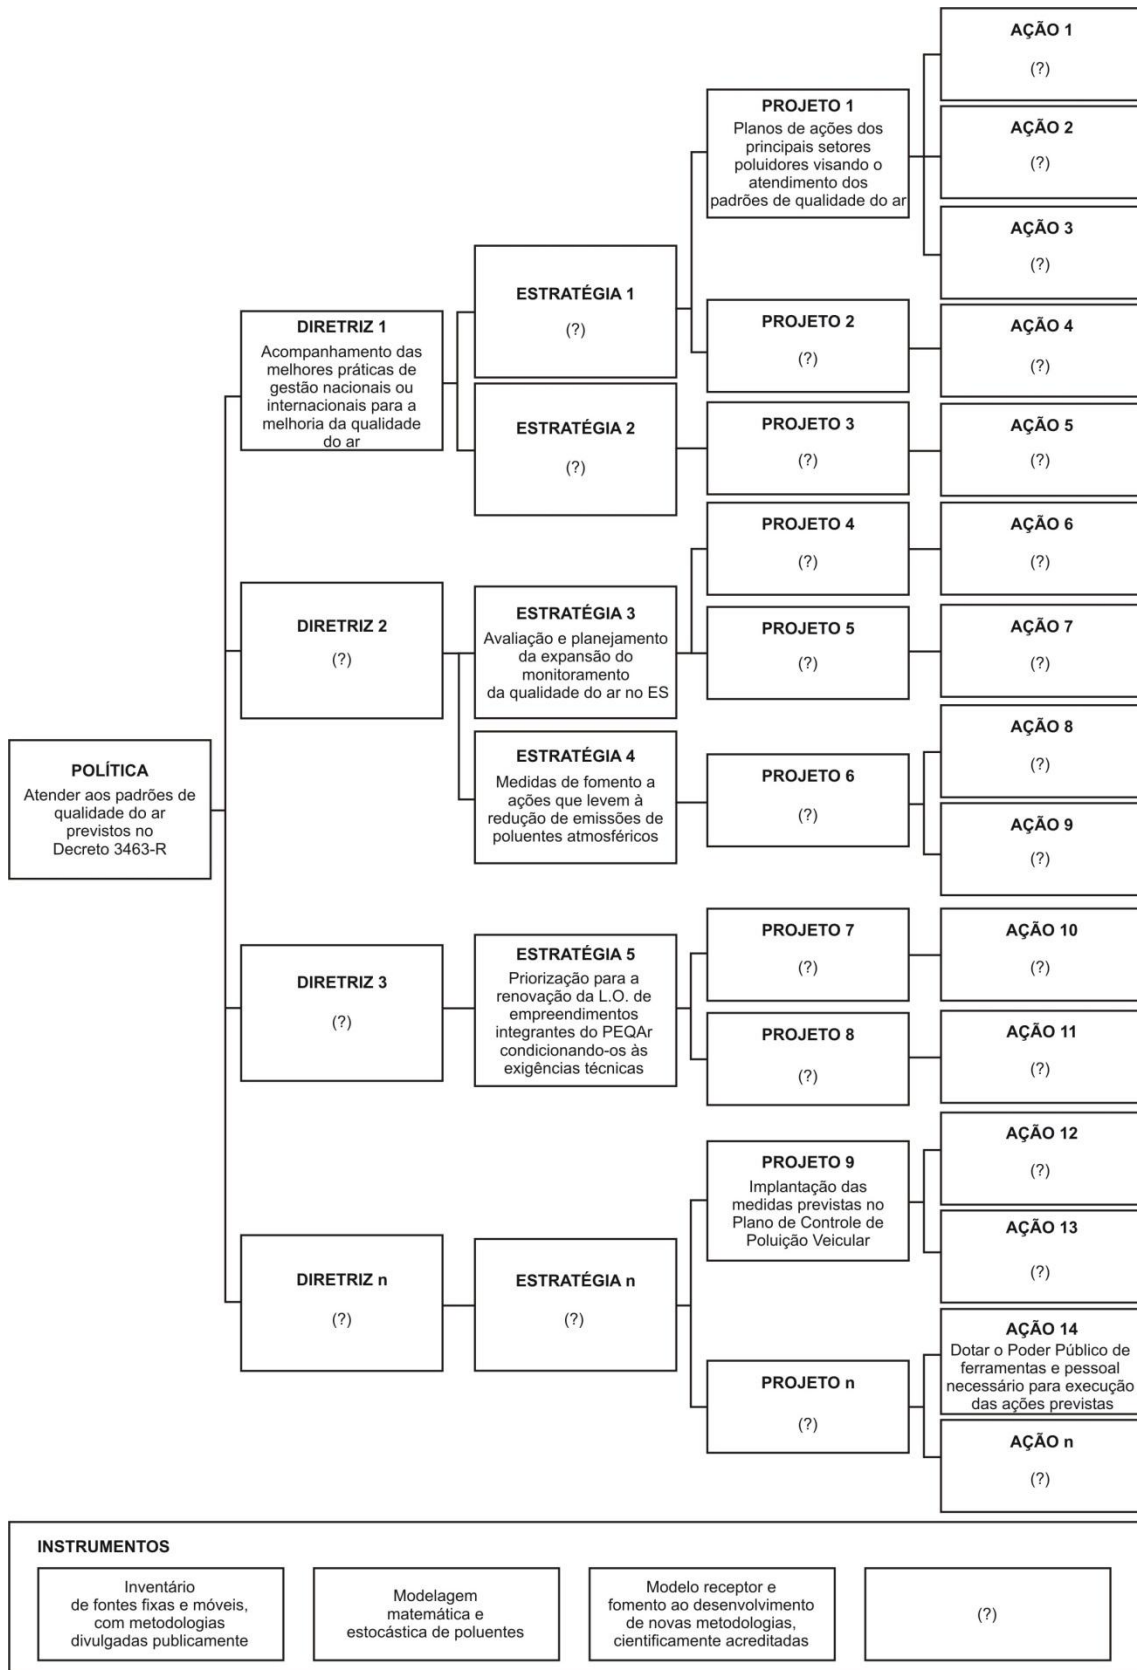 AÇÃO 1
(?)
PROJETO 1
Planos de ações dos
principais setores
poluidores visando o
atendimento dos
padrões de qualidade do ar
AÇÃO 2
(?)
AÇÃO 3
(?)
ESTRATÉGIA 1
(?)
PROJETO 2
(?)
AÇÃO 4
(?)
DIRETRIZ 1
Acompanhamento das
melhores práticas de
gestão nacionais ou
internacionais para a
melhoria da qualidade
do ar
ESTRATÉGIA 2
(?)
PROJETO 3
(?)
AÇÃO 5
(?)
PROJETO 4
(?)
AÇÃO 6
(?)
DIRETRIZ 2
(?)
ESTRATÉGIA 3
Avaliação e planejamento
da expansão do
monitoramento
da qualidade do ar no ES
PROJETO 5
(?)
AÇÃO 7
(?)
POLÍTICA
Atender aos padrões de
qualidade do ar
previstos no
Decreto 3463-R
ESTRATÉGIA 4
Medidas de fomento a
ações que levem à
redução de emissões de
poluentes atmosféricos
PROJETO 6
(?)
AÇÃO 8
(?)
AÇÃO 9
(?)
DIRETRIZ 3
(?)
ESTRATÉGIA 5
Priorização para a
renovação da L.O. de
empreendimentos
integrantes do PEQAr
condicionando-os às
exigências técnicas
PROJETO 7
(?)
AÇÃO 10
(?)
PROJETO 8
(?)
AÇÃO 11
(?)
PROJETO 9
Implantação das
medidas previstas no
Plano de Controle de
Poluição Veicular
AÇÃO 12
(?)
AÇÃO 13
(?)
DIRETRIZ n
(?)
ESTRATÉGIA n
(?)
PROJETO n
(?)
AÇÃO 14
Dotar o Poder Público de
ferramentas e pessoal
necessário para execução
das ações previstas
AÇÃO n
(?)
INSTRUMENTOS
Inventário
de fontes fixas e móveis,
com metodologias
divulgadas publicamente
Modelagem
matemática e
estocástica de poluentes
Modelo receptor e
fomento ao desenvolvimento
de novas metodologias,
cientificamente acreditadas
(?)